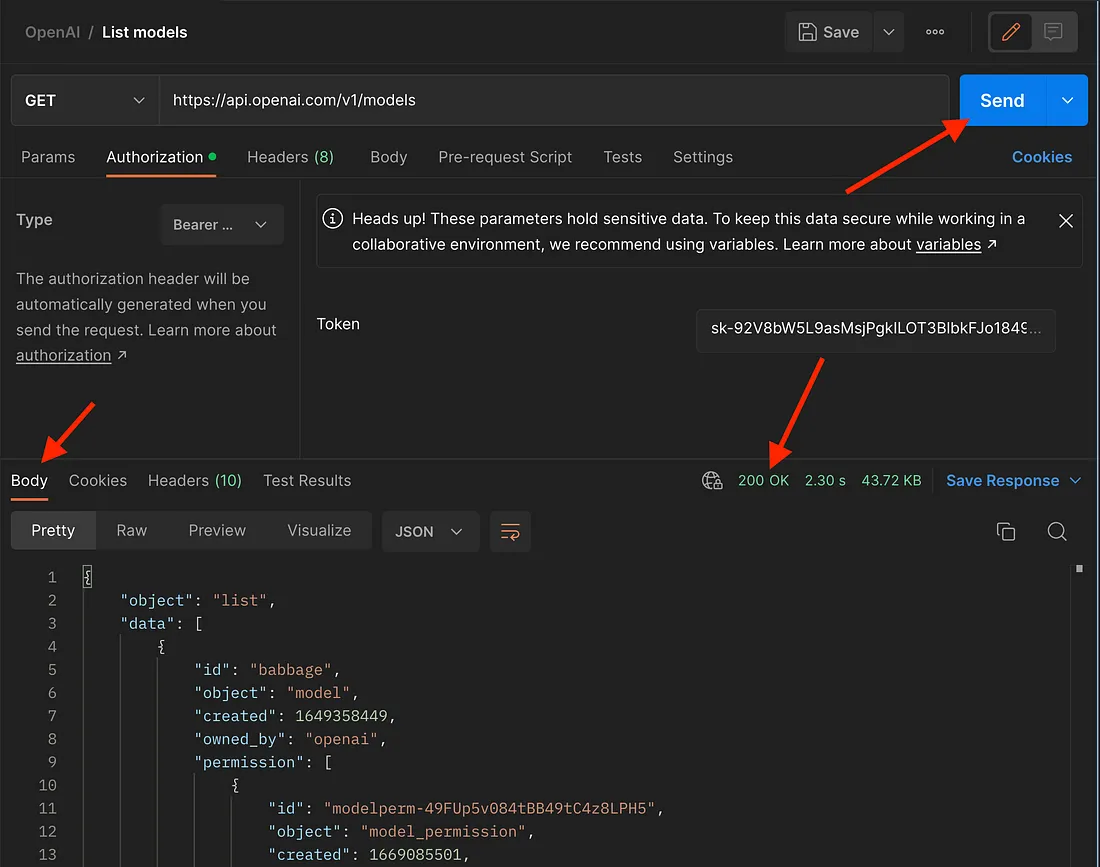 OpenAI / List models
Save
GET
https://api.openai.com/v1/models
Send
Params
Authorization
Headers (8)
Body
Pre-request Script
Tests
Settings
Cookies
Type
Bearer ...
The authorization header will be
automatically generated when you
send the request. Learn more about
authorization ↗
Heads up! These parameters hold sensitive data. To keep this data secure while working in a
collaborative environment, we recommend using variables. Learn more about variables ↗
Token
sk-92V8bW5L9asMsjPgkILOT3BlbkFJo1849...
Body
Cookies
Headers (10)
Test Results
200 OK
2.30 s
43.72 KB
Save Response
Pretty
Raw
Preview
Visualize
JSON
1 {
2 "object": "list",
3 "data": [
4 {
5 "id": "babbage",
6 "object": "model",
7 "created": 1649358449,
8 "owned_by": "openai",
9 "permission": [
10 {
11 "id": "modelperm-49FUp5v084tBB49tC4z8LPH5",
12 "object": "model_permission",
13 "created": 1669085501,